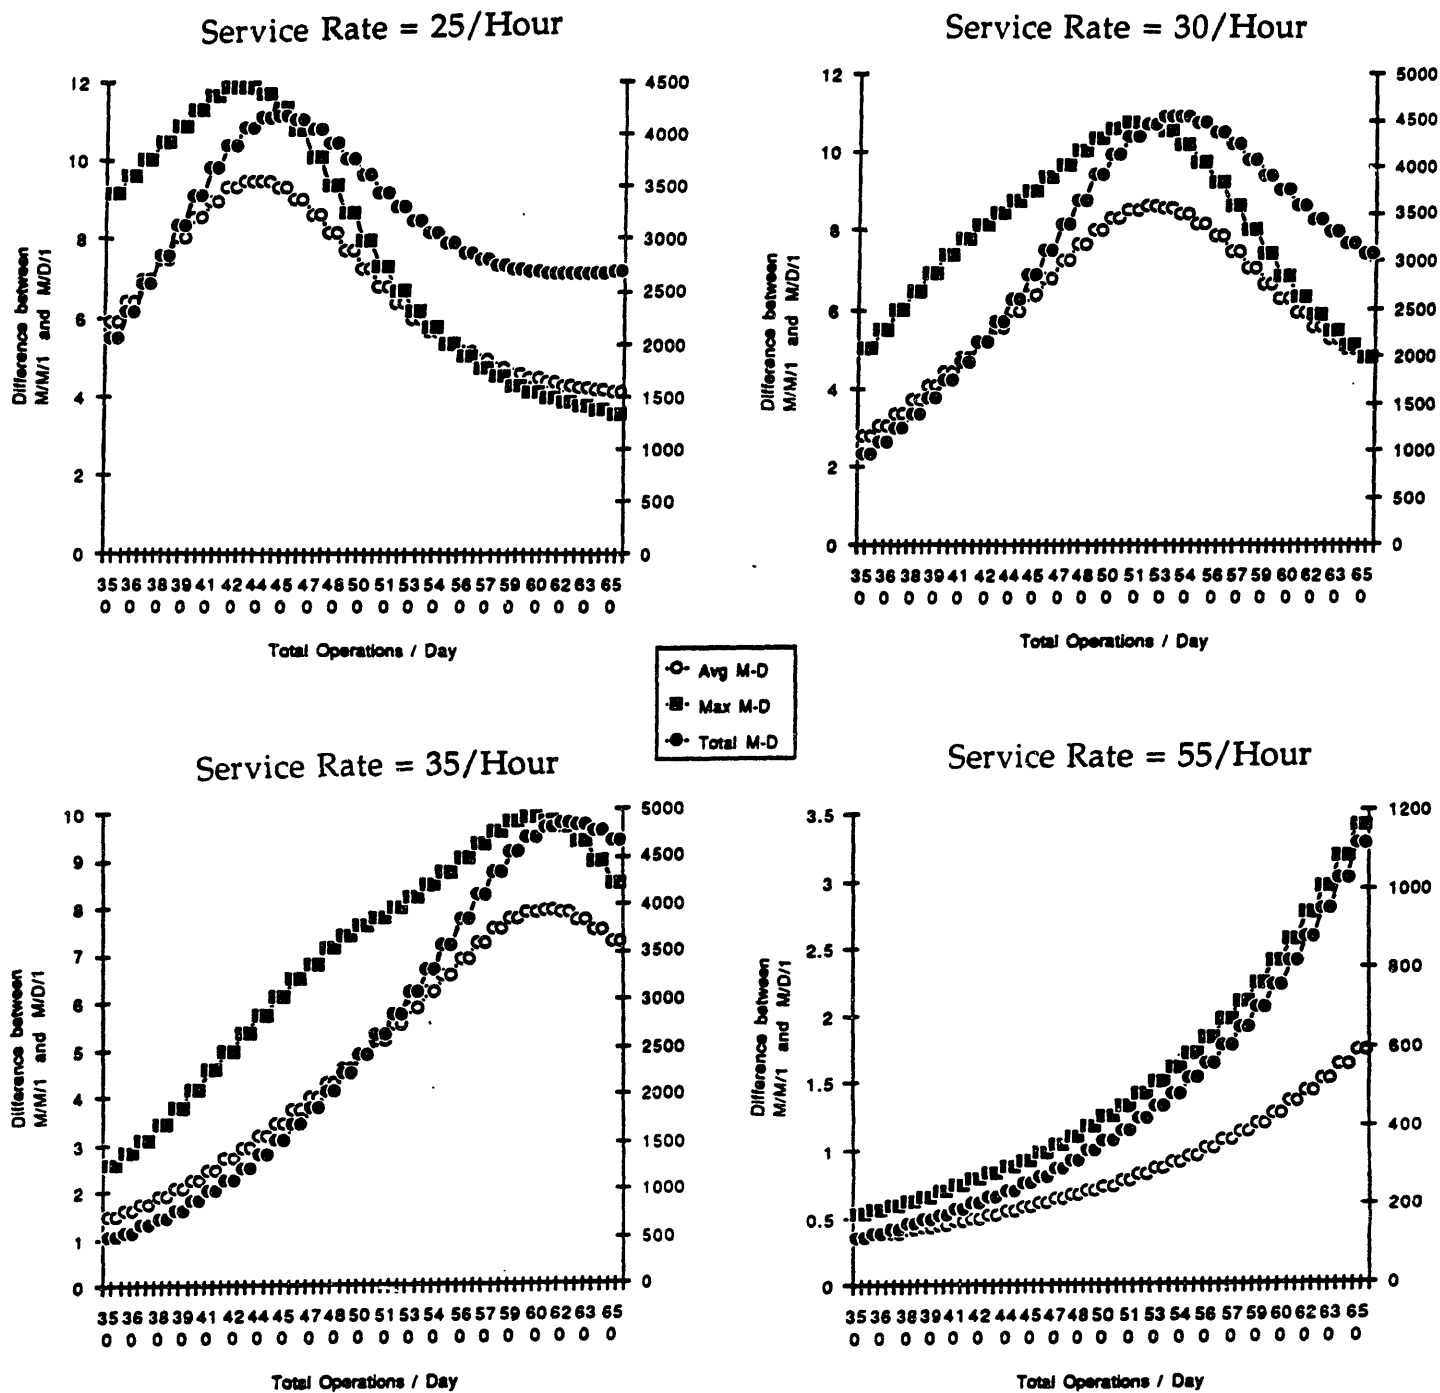 Service Rate = 25/Hour
12
10
8
6
4
2
0
Difference between
M/M/1 and M/D/1
4500
4000
3500
3000
2500
2000
1500
1000
500
0
35 36 38 39 41 42 44 45 47 48 50 51 53 54 56 57 59 60 62 63 65
0 0 0 0 0 0 0 0 0 0 0 0 0 0 0 0 0 0 0 0 0
Total Operations / Day
Service Rate = 30/Hour
12
10
8
6
4
2
0
Difference between
M/M/1 and M/D/1
5000
4500
4000
3500
3000
2500
2000
1500
1000
500
0
35 36 38 39 41 42 44 45 48 50 51 53 54 56 57 59 60 63 65
0 0 0 0 0 0 0 0 0 0 0 0 0 0 0 0 0 0 0
Total Operations / Day
Avg M-D
Max M-D
Total M-D
Service Rate = 35/Hour
10
9
8
7
6
5
4
3
2
1
0
Difference between
M/M/1 and M/D/1
5000
4500
4000
3500
3000
2500
2000
1500
1000
500
0
35 36 38 39 41 42 44 45 47 48 50 51 53 54 56 57 59 60 62 63 65
0 0 0 0 0 0 0 0 0 0 0 0 0 0 0 0 0 0 0 0 0
Total Operations / Day
Service Rate = 55/Hour
3.5
3
2.5
2
1.5
1
0.5
0
Difference between
M/M/1 and M/D/1
1200
1000
800
600
400
200
0
35 36 38 39 41 42 44 45 47 48 50 51 53 54 56 57 59 60 62 63 65
0 0 0 0 0 0 0 0 0 0 0 0 0 0 0 0 0 0 0 0 0
Total Operations / Day